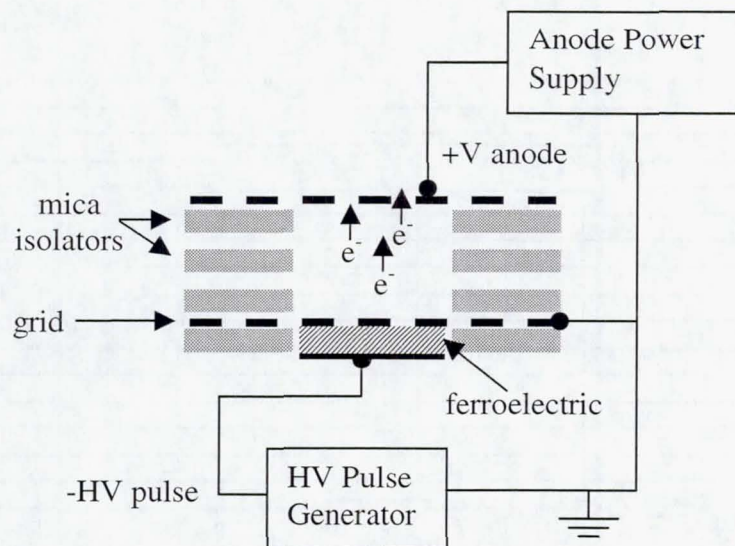 Anode Power
Supply
+V anode
mica
isolators
e-
e-
e-
grid
ferroelectric
-HV pulse
HV Pulse
Generator